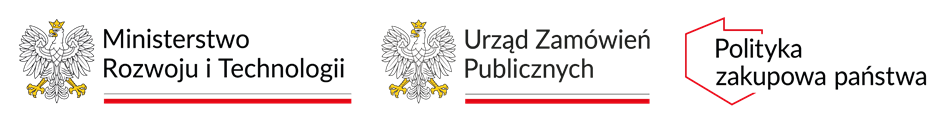 Ministerstwo
Rozwoju i Technologii
Urząd Zamówień
Publicznych
Polityka
zakupowa państwa